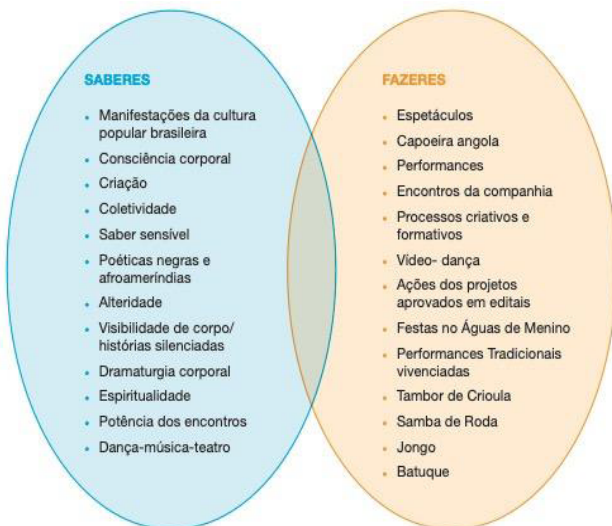 SABERES
• Manifestações da cultura
popular brasileira
• Consciência corporal
• Criação
• Coletividade
• Saber sensível
• Poéticas negras e
afroameríndias
• Alteridade
• Visibilidade de corpo/
histórias silenciadas
• Dramaturgia corporal
• Espiritualidade
• Potência dos encontros
• Dança-música-teatro
FAZERES
• Espetáculos
• Capoeira angola
• Performances
• Encontros da companhia
• Processos criativos e
formativos
• Vídeo- dança
• Ações dos projetos
aprovados em editais
• Festas no Águas de Menino
• Performances Tradicionais
vivenciadas
• Tambor de Crioula
• Samba de Roda
• Jongo
• Batuque